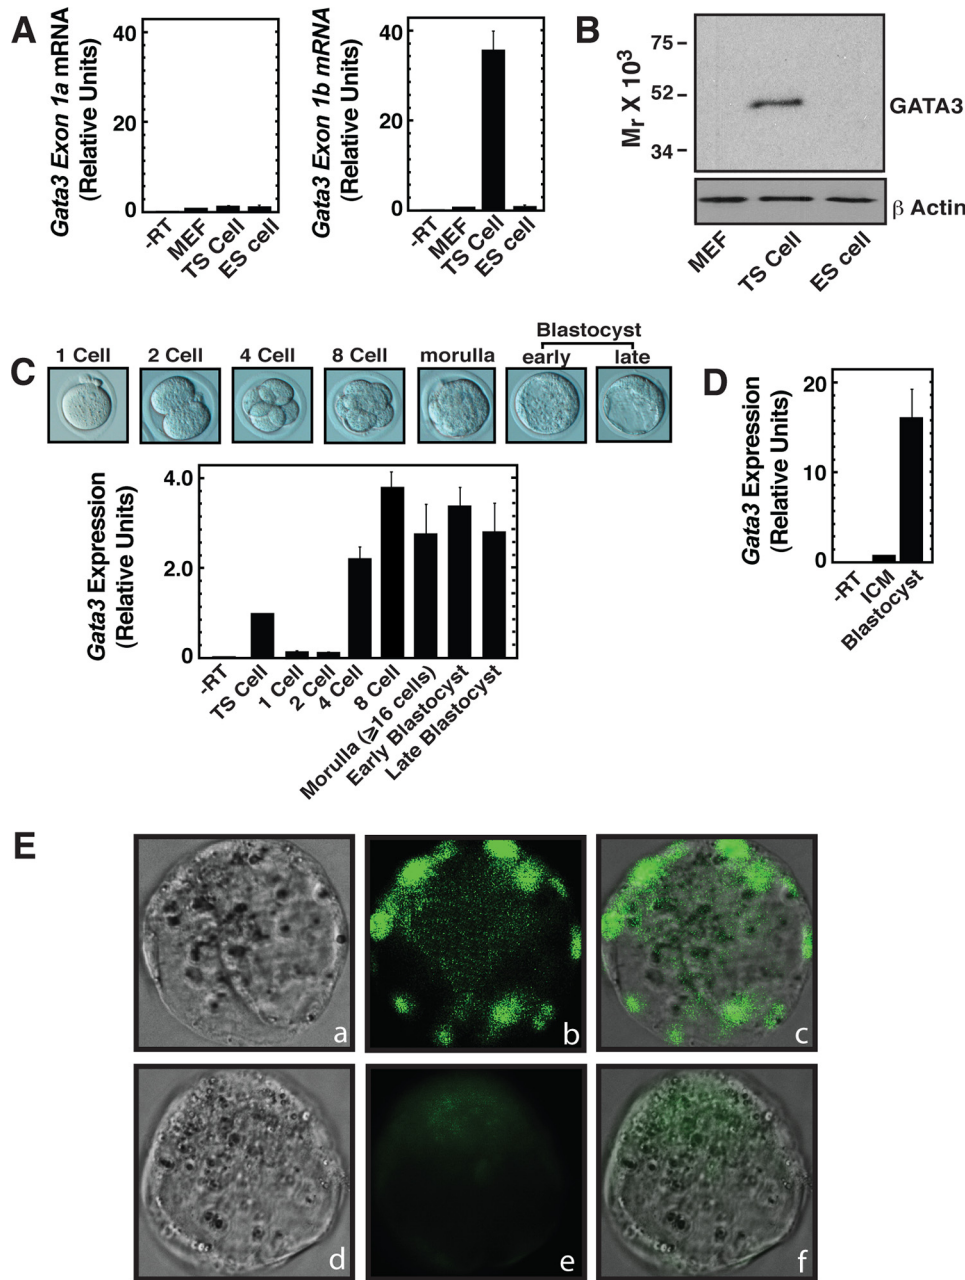 A
Gata3 Exon 1a mRNA
(Relative Units)
40
20
0
-RT
MEF
TS Cell
ES cell
Gata3 Exon 1b mRNA
(Relative Units)
40
20
0
-RT
MEF
TS Cell
ES cell
B
Mr X 10³
75
52
34
GATA3
β Actin
MEF
TS Cell
ES cell
C
1 Cell
2 Cell
4 Cell
8 Cell
morulla
Blastocyst
early
late
Gata3 Expression
(Relative Units)
4.0
2.0
0
-RT
TS Cell
1 Cell
2 Cell
4 Cell
8 Cell
Morulla (⩾16 cells)
Early Blastocyst
Late Blastocyst
D
Gata3 Expression
(Relative Units)
20
10
0
-RT
ICM
Blastocyst
E
a
b
c
d
e
f